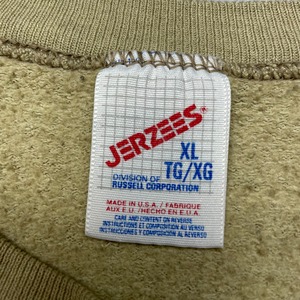 JERZEES®
XL
TG/XG
DIVISION OF
RUSSELL CORPORATION
MADE IN U.S.A. / FABRIQUE
AUX E.U. / HECHO EN E.U.A.
CARE AND CONTENT ON REVERSE
INSTRUCTIONS ET COMPOSITION AU VERSO
INSTRUCCIONES Y COMPOSICION AL REVERSO